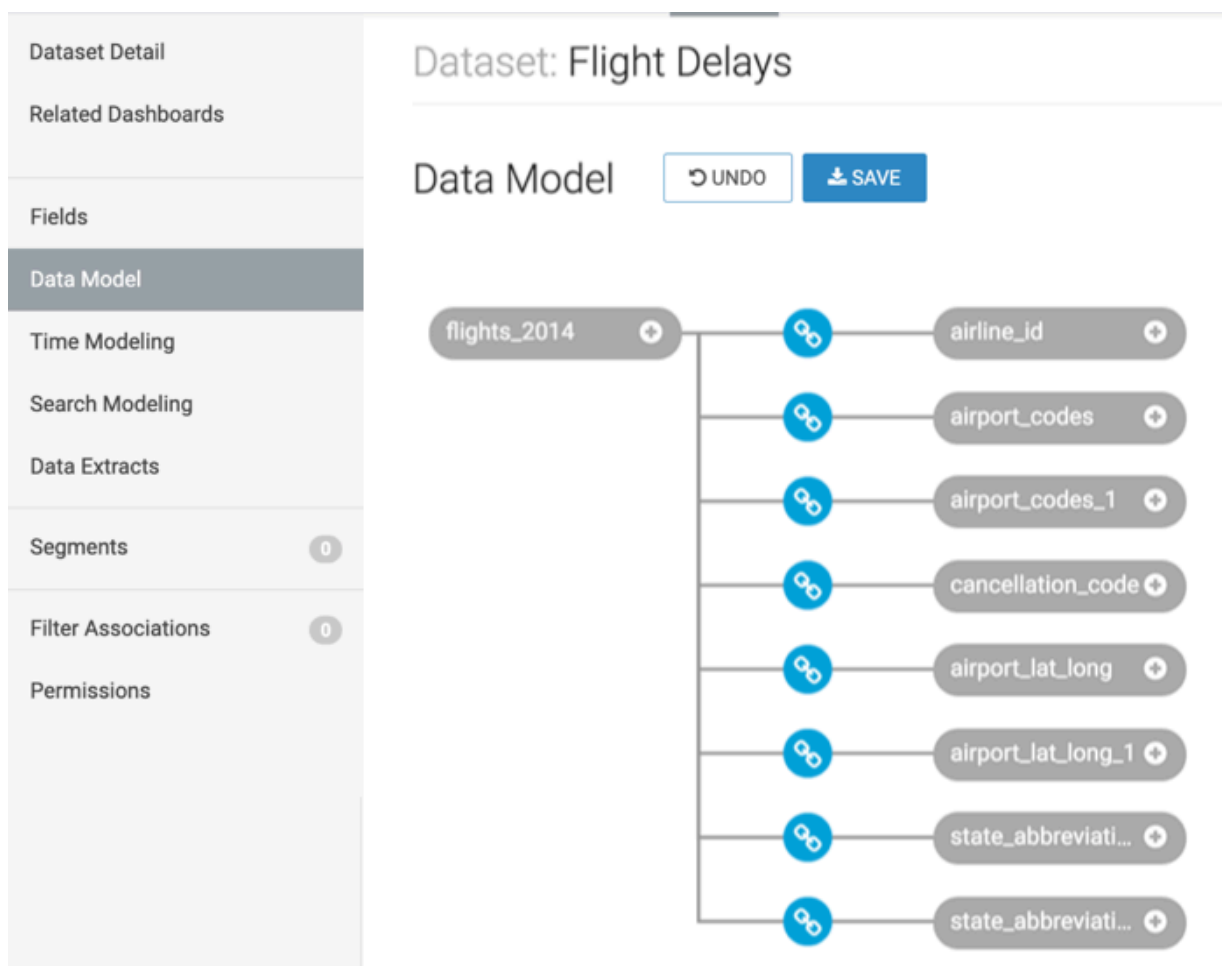 Dataset Detail
Related Dashboards
Fields
Data Model
Time Modeling
Search Modeling
Data Extracts
Segments 0
Filter Associations 0
Permissions
Dataset: Flight Delays
Data Model UNDO SAVE
flights_2014 airline_id
airport_codes
airport_codes_1
cancellation_code
airport_lat_long
airport_lat_long_1
state_abbreviati...
state_abbreviati...